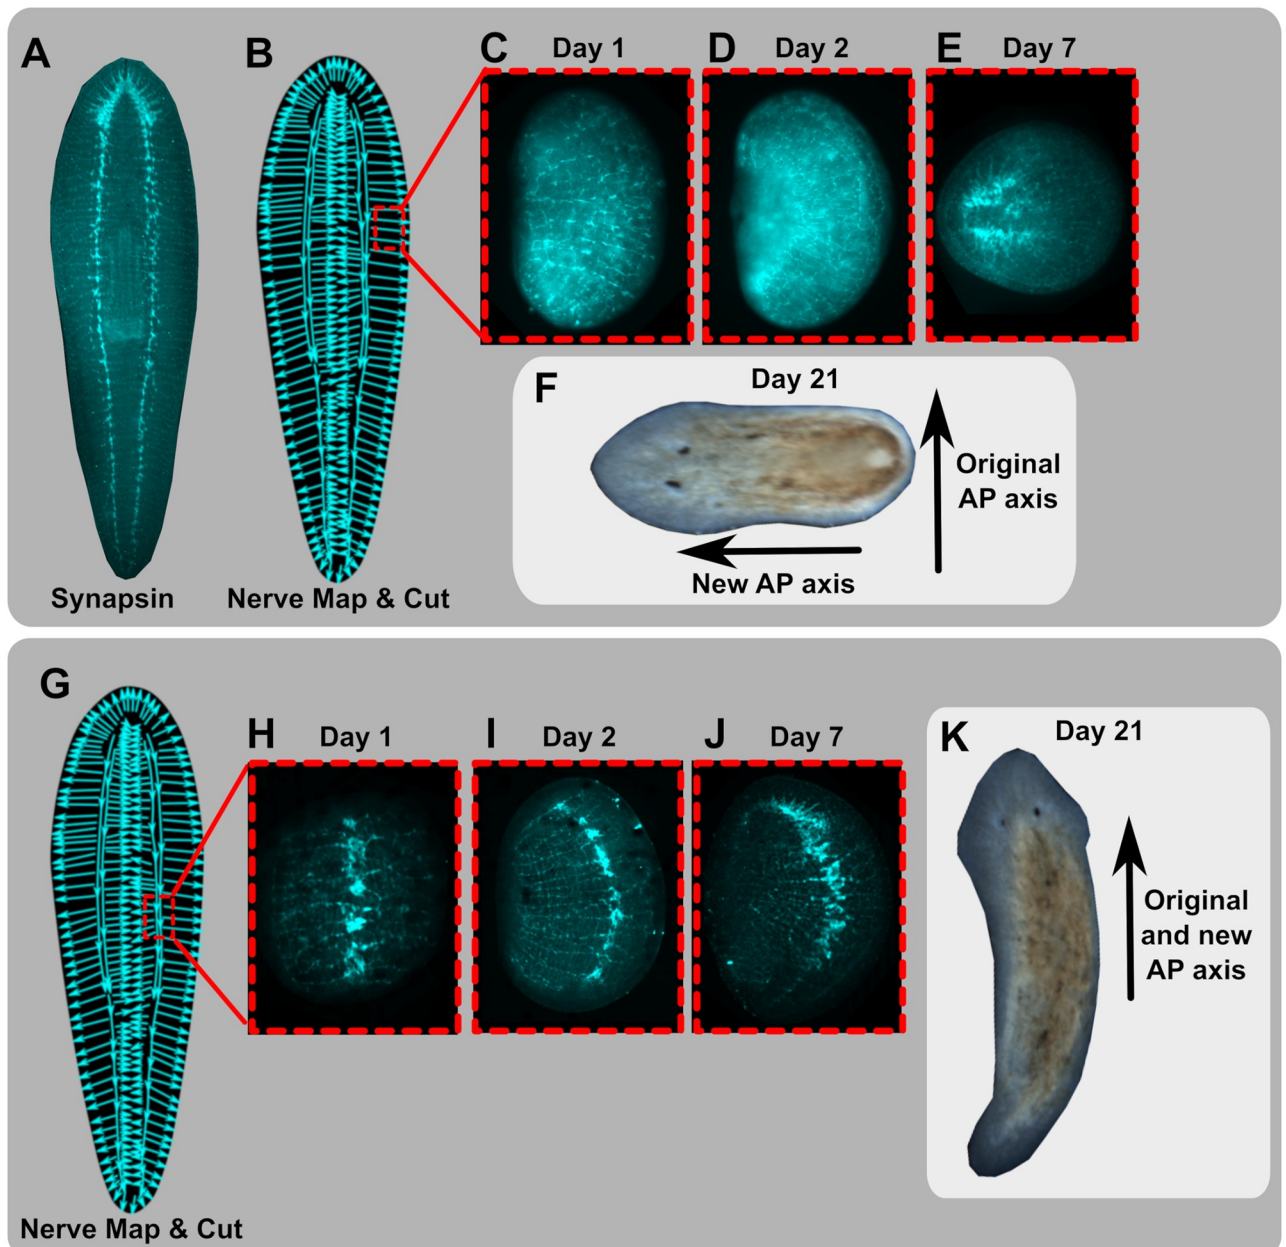 A
B
C Day 1
D Day 2
E Day 7
Synapsin
Nerve Map & Cut
F
Day 21
Original
AP axis
New AP axis
G
H Day 1
I Day 2
J Day 7
K
Day 21
Original
and new
AP axis
Nerve Map & Cut